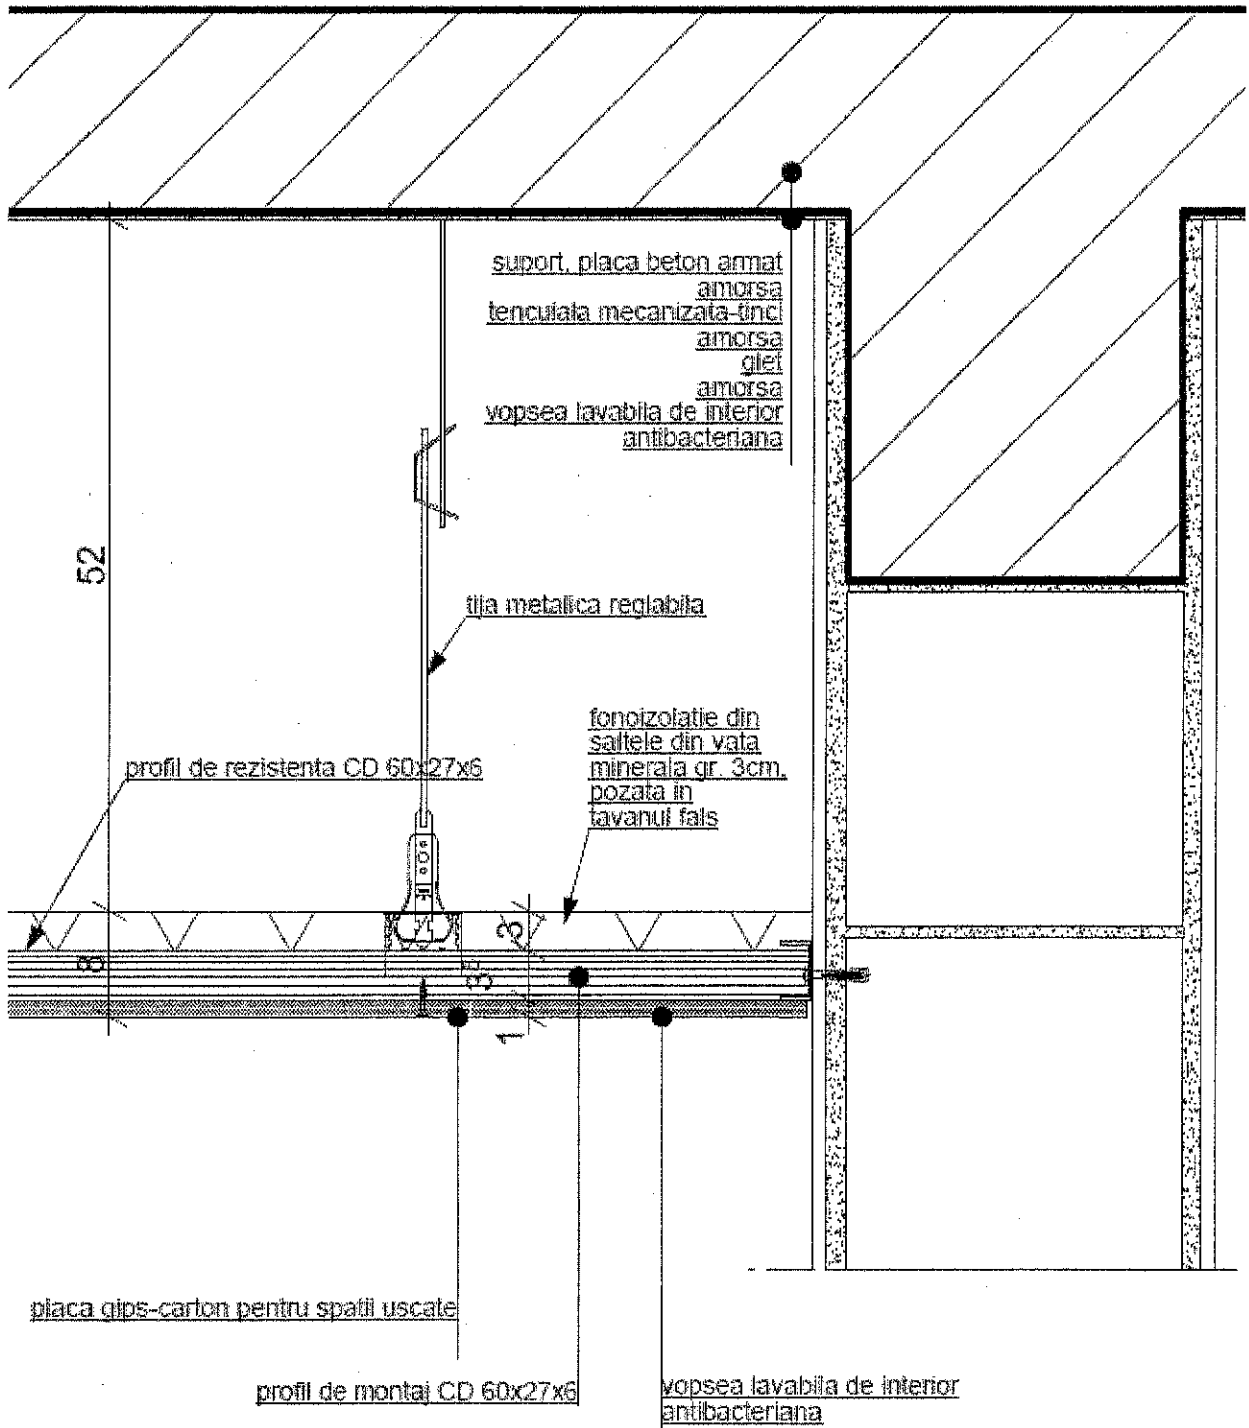 suport, placa beton armat
amorsa
tencuiala mecanizata-tinci
amorsa
glet
amorsa
vopsea lavabila de interior
antibacteriana
52
tija metalica reglabila
fonoizolatie din
saltele din vata
minerala gr. 3cm,
pozata in
tavanul fals
profil de rezistenta CD 60x27x6
3
8
3⁵
1
placa gips-carton pentru spatii uscate
profil de montaj CD 60x27x6
vopsea lavabila de interior
antibacteriana